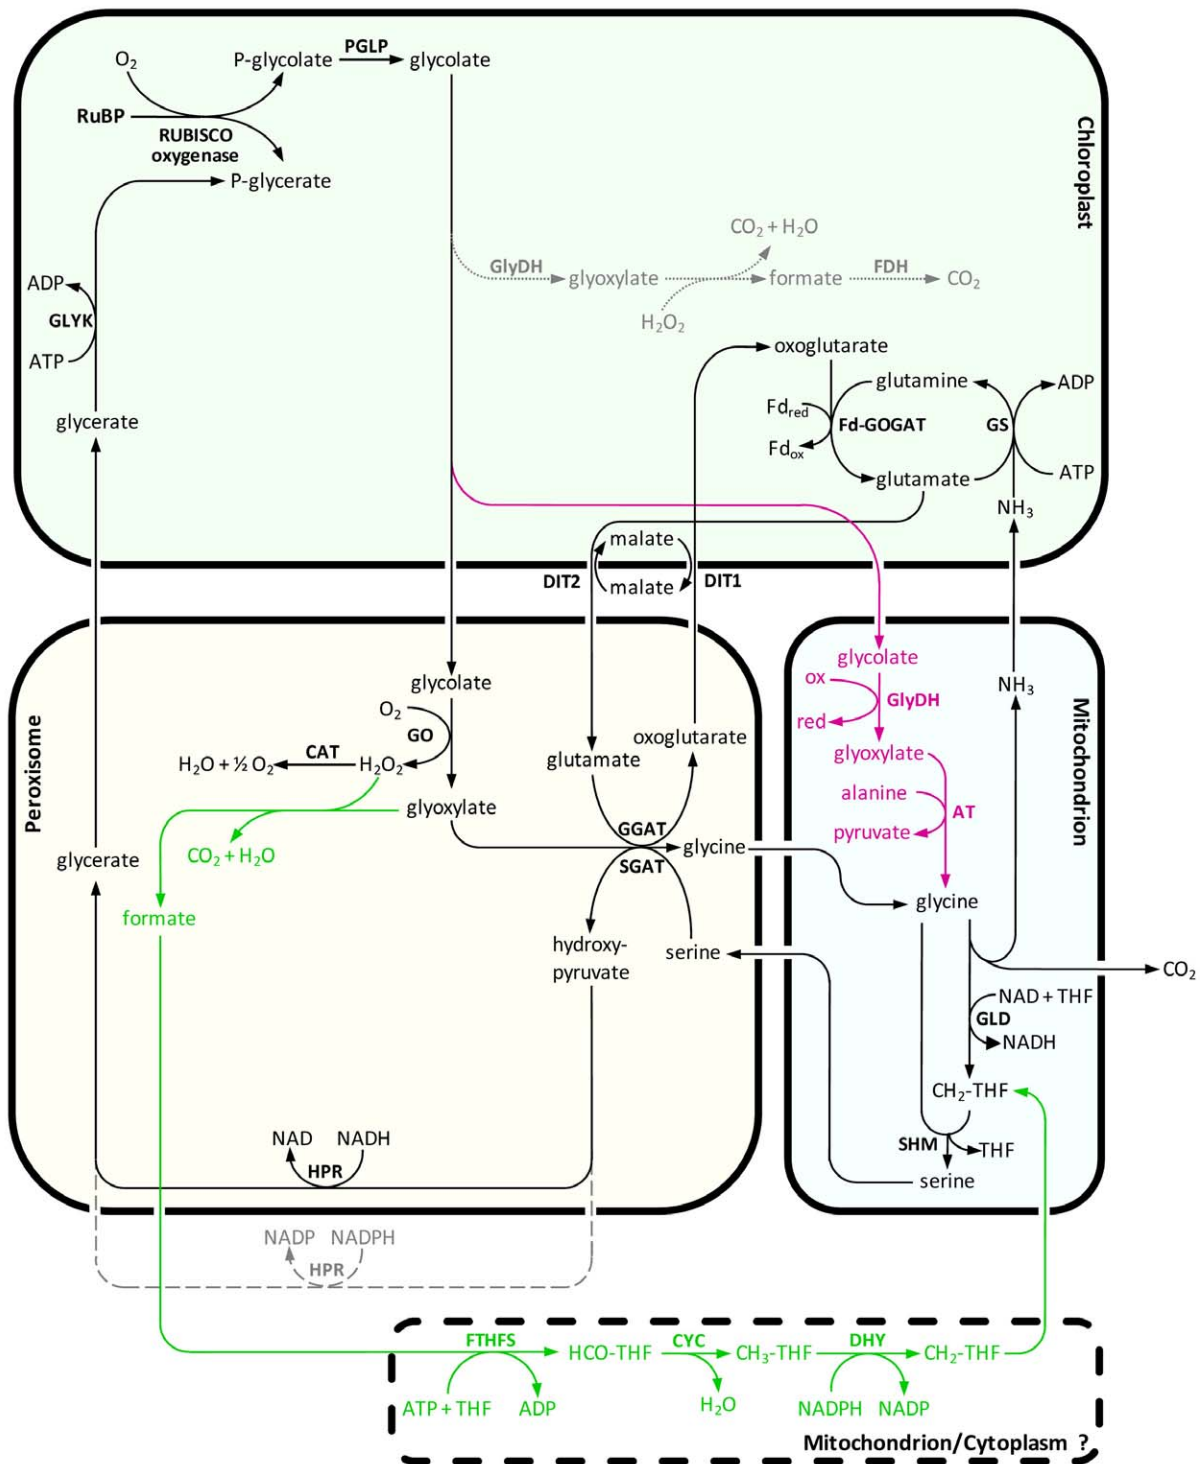 O₂
P-glycolate
PGLP
glycolate
RuBP
RUBISCO
oxygenase
P-glycerate
Chloroplast
CO₂ + H₂O
GlyDH
glyoxylate
formate
FDH
CO₂
H₂O₂
ADP
GLYK
ATP
glycerate
oxoglutarate
glutamine
ADP
Fdred
Fd-GOGAT
GS
Fdox
glutamate
ATP
NH₃
malate
DIT2
malate
DIT1
Peroxisome
glycolate
O₂
GO
CAT
H₂O + ½ O₂
H₂O₂
glyoxylate
CO₂ + H₂O
glycerate
formate
glutamate
oxoglutarate
GGAT
SGAT
glycine
hydroxy-
pyruvate
serine
NAD
NADH
HPR
NADP
NADPH
HPR
Mitochondrion
glycolate
ox
GlyDH
red
glyoxylate
alanine
AT
pyruvate
NH₃
glycine
CO₂
NAD + THF
GLD
NADH
CH₂-THF
SHM
THF
serine
FTHFS
HCO-THF
CYC
CH₃-THF
DHY
CH₂-THF
ATP + THF
ADP
H₂O
NADPH
NADP
Mitochondrion/Cytoplasm ?